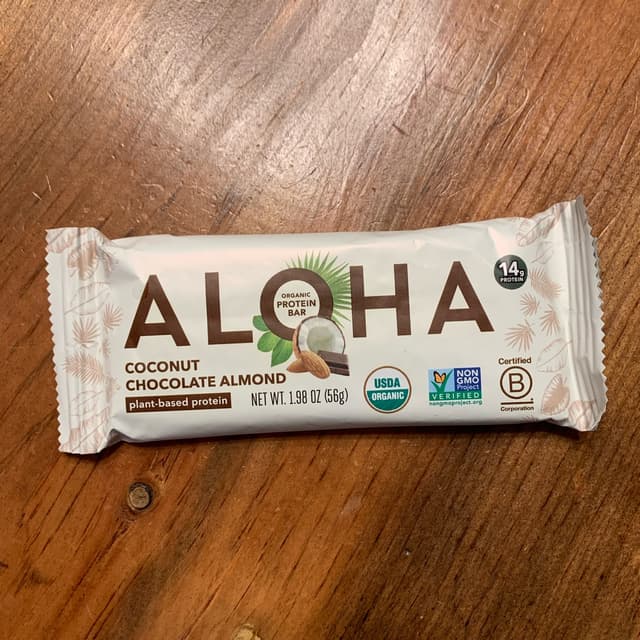 ALOHA
ORGANIC
PROTEIN
BAR
14g
PROTEIN
COCONUT
CHOCOLATE ALMOND
plant-based protein
NET WT. 1.98 OZ (56g)
USDA
ORGANIC
NON
GMO
Project
VERIFIED
nongmoproject.org
Certified
B
Corporation